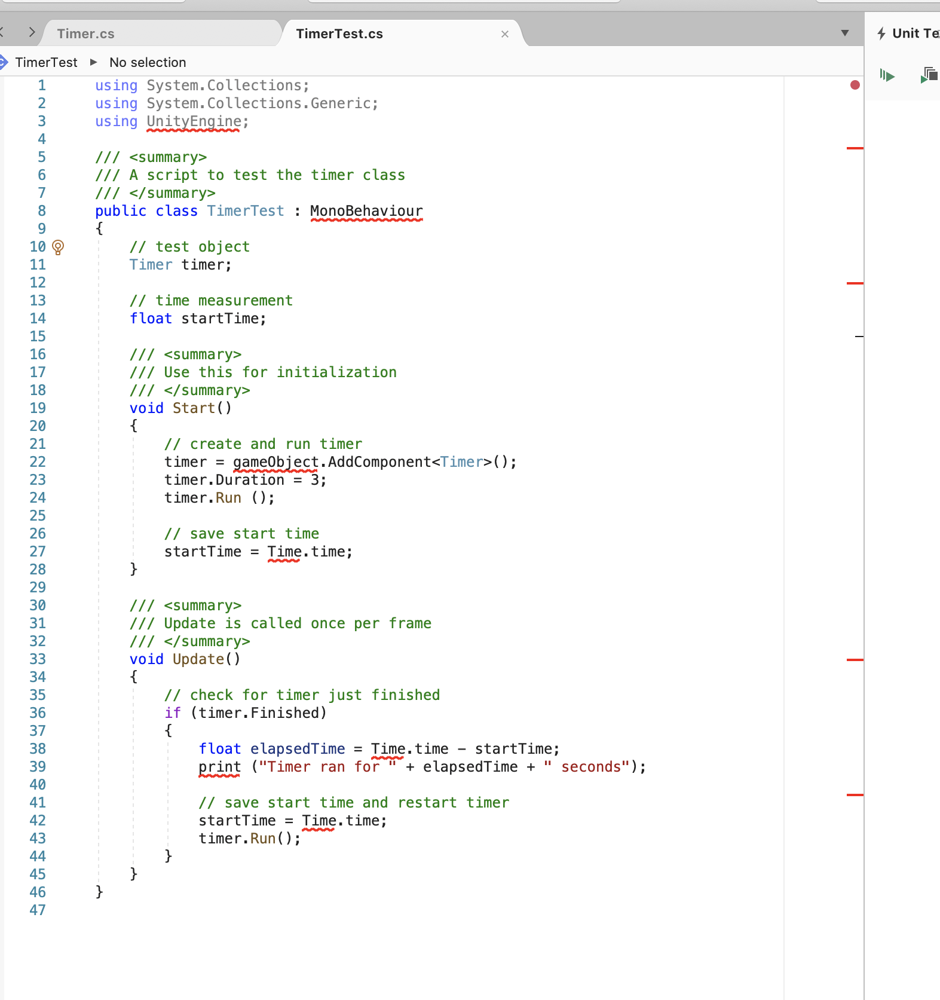 Timer.cs
TimerTest.cs
Unit Te
TimerTest
No selection
1 using System.Collections;
2 using System.Collections.Generic;
3 using UnityEngine;
4
5 /// <summary>
6 /// A script to test the timer class
7 /// </summary>
8 public class TimerTest : MonoBehaviour
9 {
10 // test object
11 Timer timer;
12
13 // time measurement
14 float startTime;
15
16 /// <summary>
17 /// Use this for initialization
18 /// </summary>
19 void Start()
20 {
21 // create and run timer
22 timer = gameObject.AddComponent<Timer>();
23 timer.Duration = 3;
24 timer.Run ();
25
26 // save start time
27 startTime = Time.time;
28 }
29
30 /// <summary>
31 /// Update is called once per frame
32 /// </summary>
33 void Update()
34 {
35 // check for timer just finished
36 if (timer.Finished)
37 {
38 float elapsedTime = Time.time - startTime;
39 print ("Timer ran for " + elapsedTime + " seconds");
40
41 // save start time and restart timer
42 startTime = Time.time;
43 timer.Run();
44 }
45 }
46 }
47